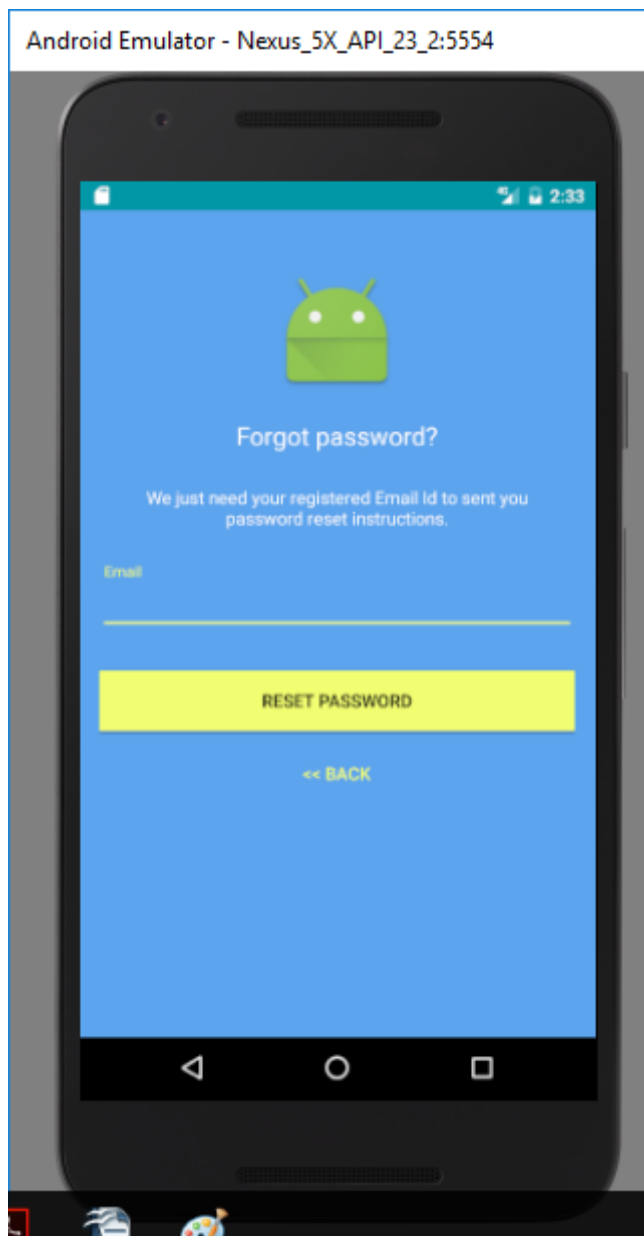 Android Emulator - Nexus_5X_API_23_2:5554
4G 2:33
Forgot password?
We just need your registered Email Id to sent you
password reset instructions.
Email
RESET PASSWORD
<< BACK